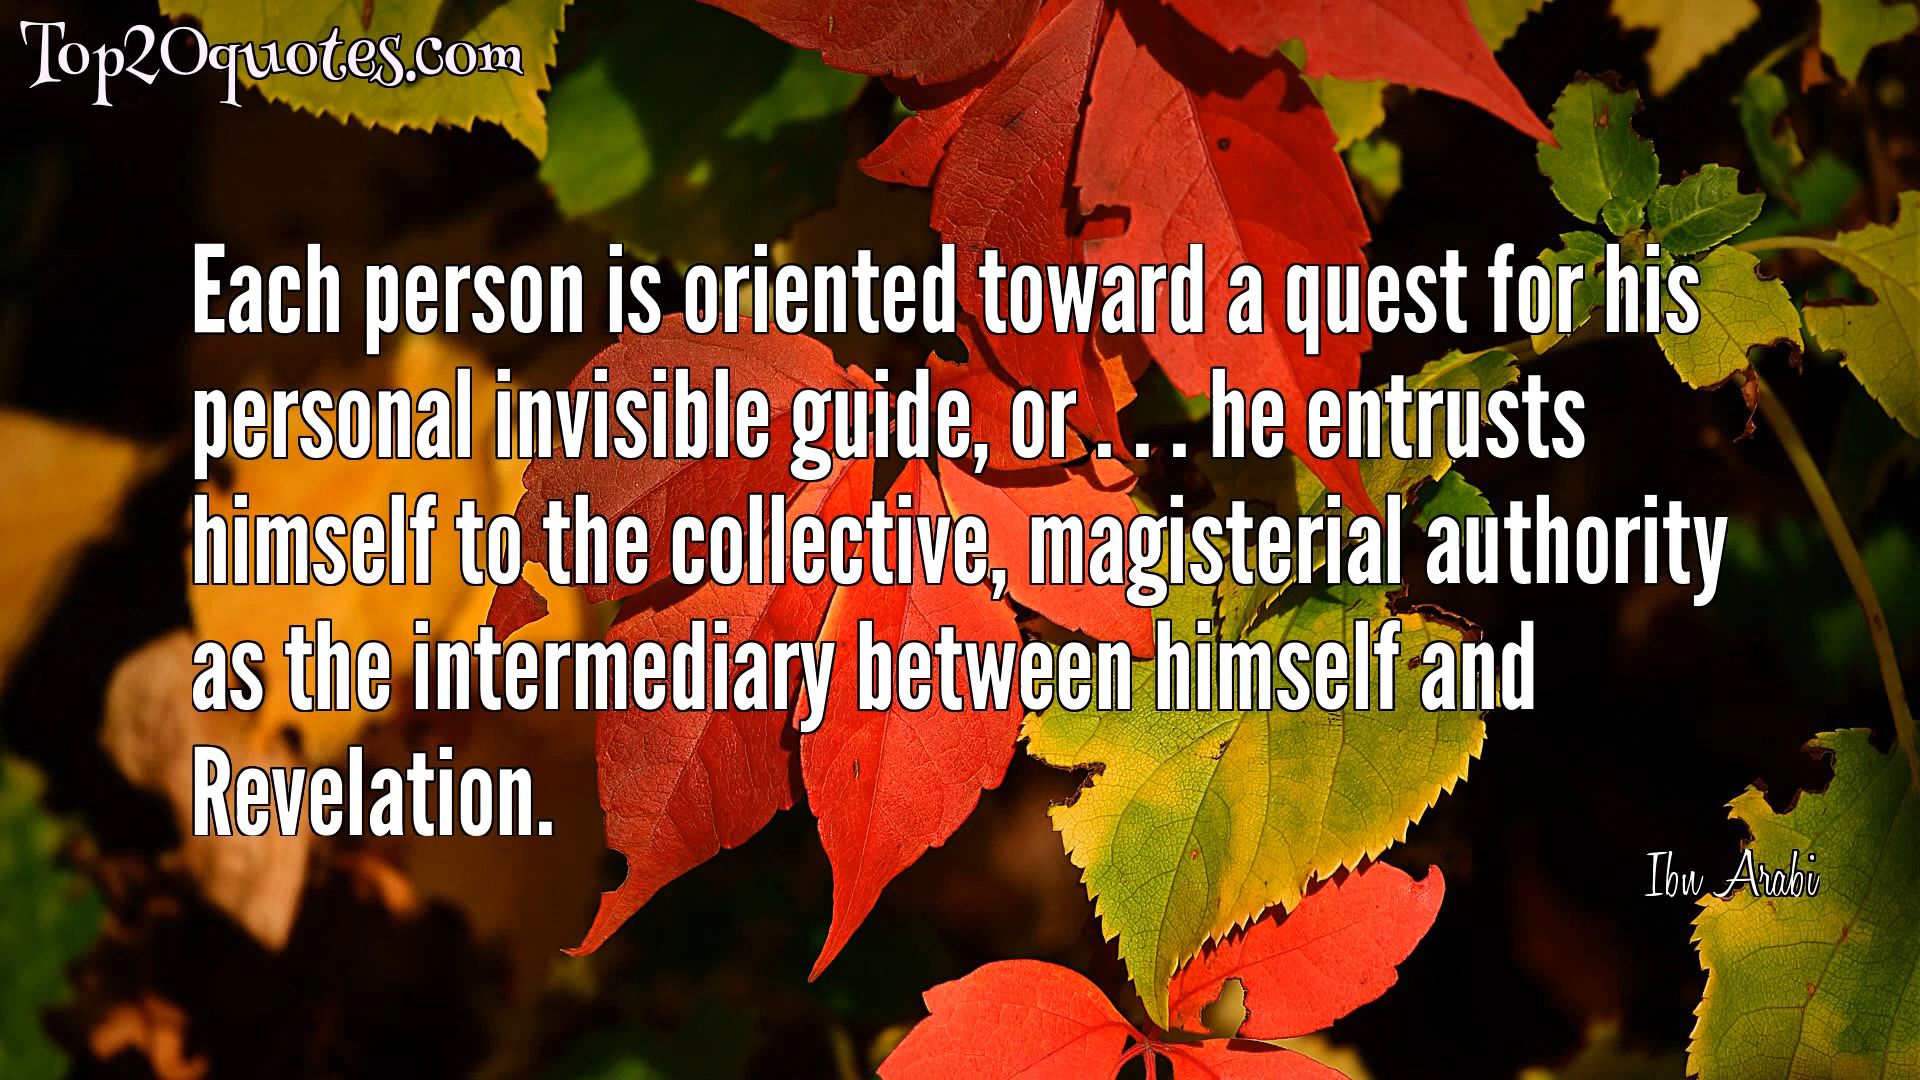 Top20quotes.com
Each person is oriented toward a quest for his
personal invisible guide, or . . . he entrusts
himself to the collective, magisterial authority
as the intermediary between himself and
Revelation.
Ibn Arabi